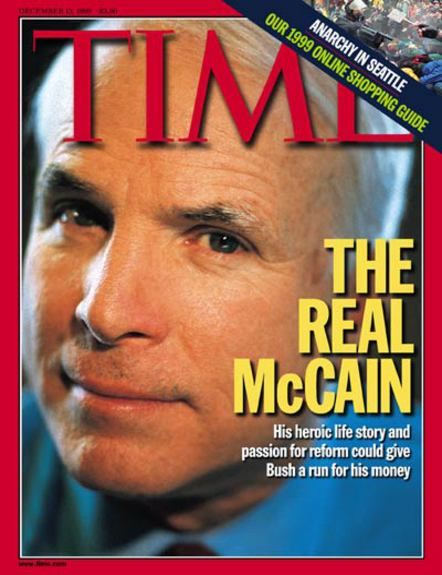 DECEMBER 13, 1999 $3.50
ANARCHY IN SEATTLE
OUR 1999 ONLINE SHOPPING GUIDE
TIME
THE
REAL
McCAIN
His heroic life story and
passion for reform could give
Bush a run for his money
www.time.com